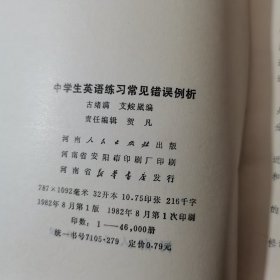 中学生英语练习常见错误例析
古绪满 文峻嵗编
责任编辑 贺凡
河南人民出版社出版
河南省安阳市印刷厂印刷
河南省新华书店发行
787×1092毫米 32开本 10.75印张 216千字
1982年8月第1版 1982年8月第1次印刷
印数：1—46,000册
统一书号7105·279 定价0.79元